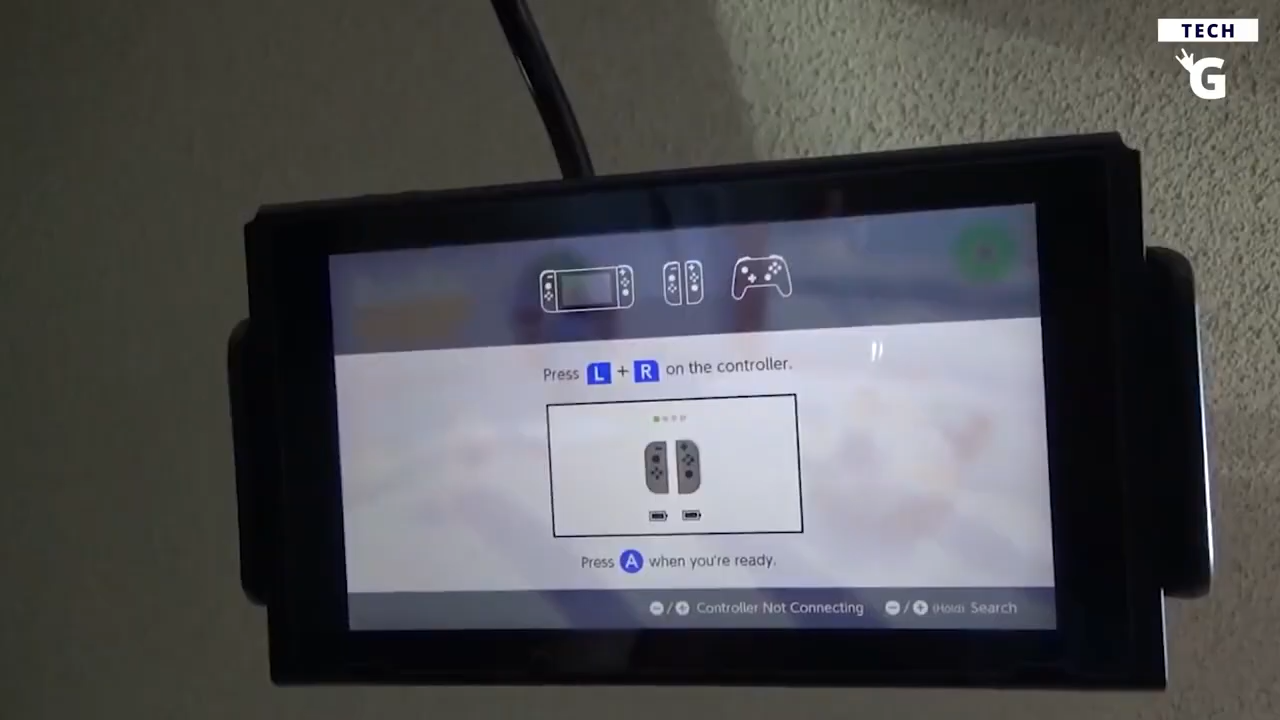 TECH
G
Press L + R on the controller.
Press A when you're ready.
−/+ Controller Not Connecting −/+ (Hold) Search